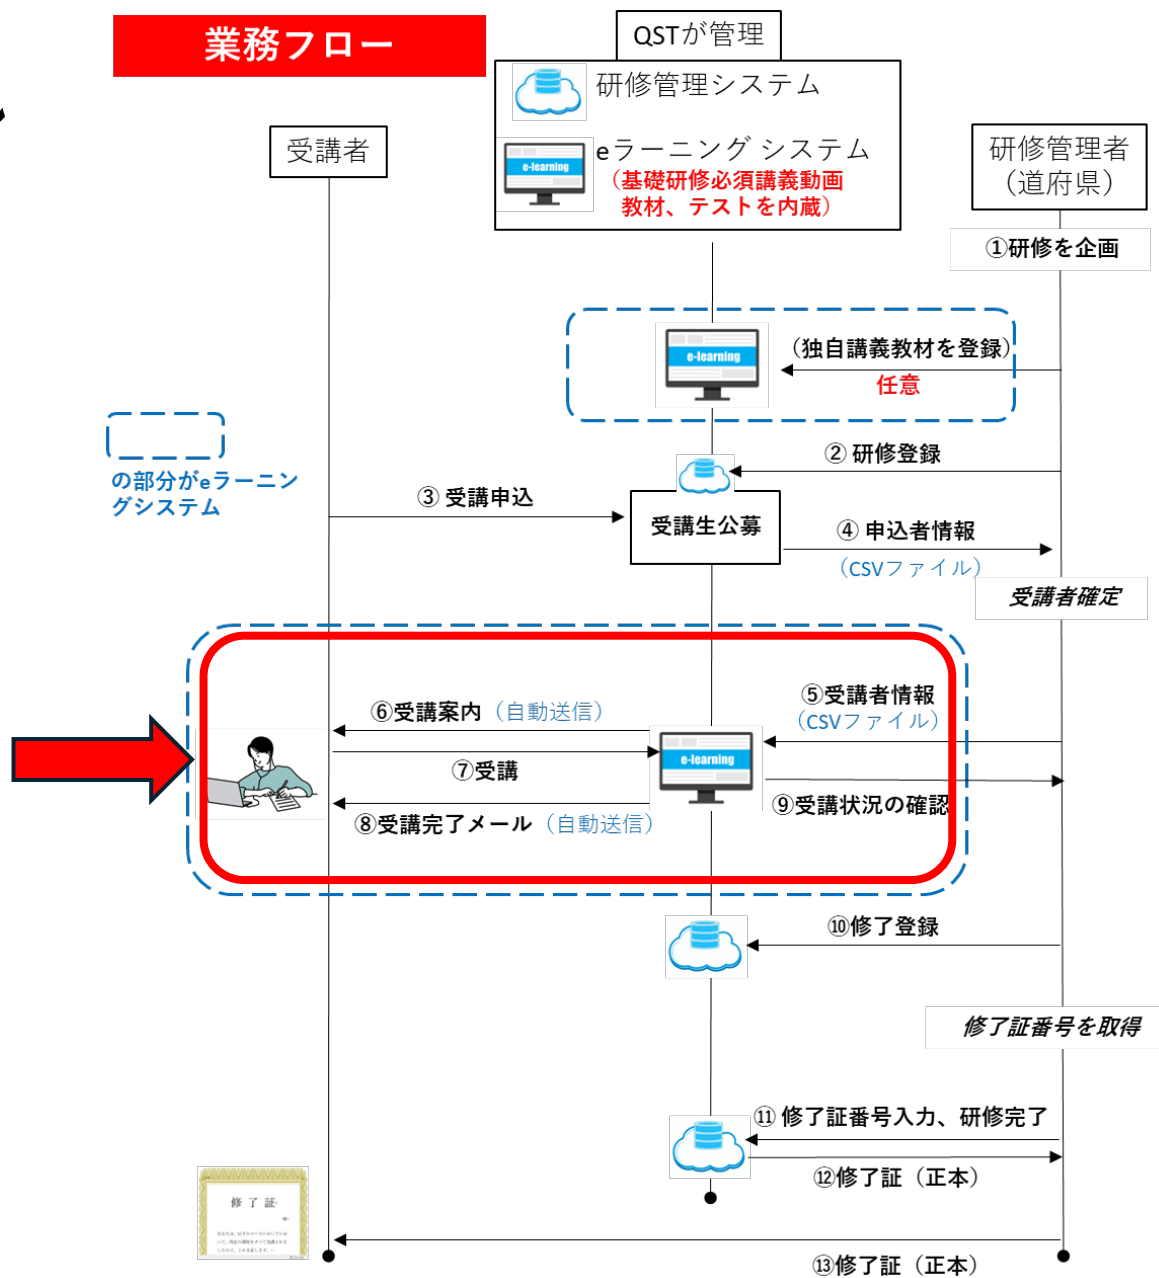 業務フロー
QSTが管理
研修管理システム
e-learning
eラーニング システム
（基礎研修必須講義動画
教材、テストを内蔵）
受講者
研修管理者
（道府県）
①研修を企画
e-learning
（独自講義教材を登録）
任意
の部分がeラーニン
グシステム
② 研修登録
③ 受講申込
受講生公募
④ 申込者情報
（CSVファイル）
受講者確定
⑤受講者情報
（CSVファイル）
⑥受講案内（自動送信）
e-learning
⑦受講
⑧受講完了メール（自動送信）
⑨受講状況の確認
⑩修了登録
修了証番号を取得
⑪ 修了証番号入力、研修完了
⑫修了証（正本）
修 了 証
⑬修了証（正本）